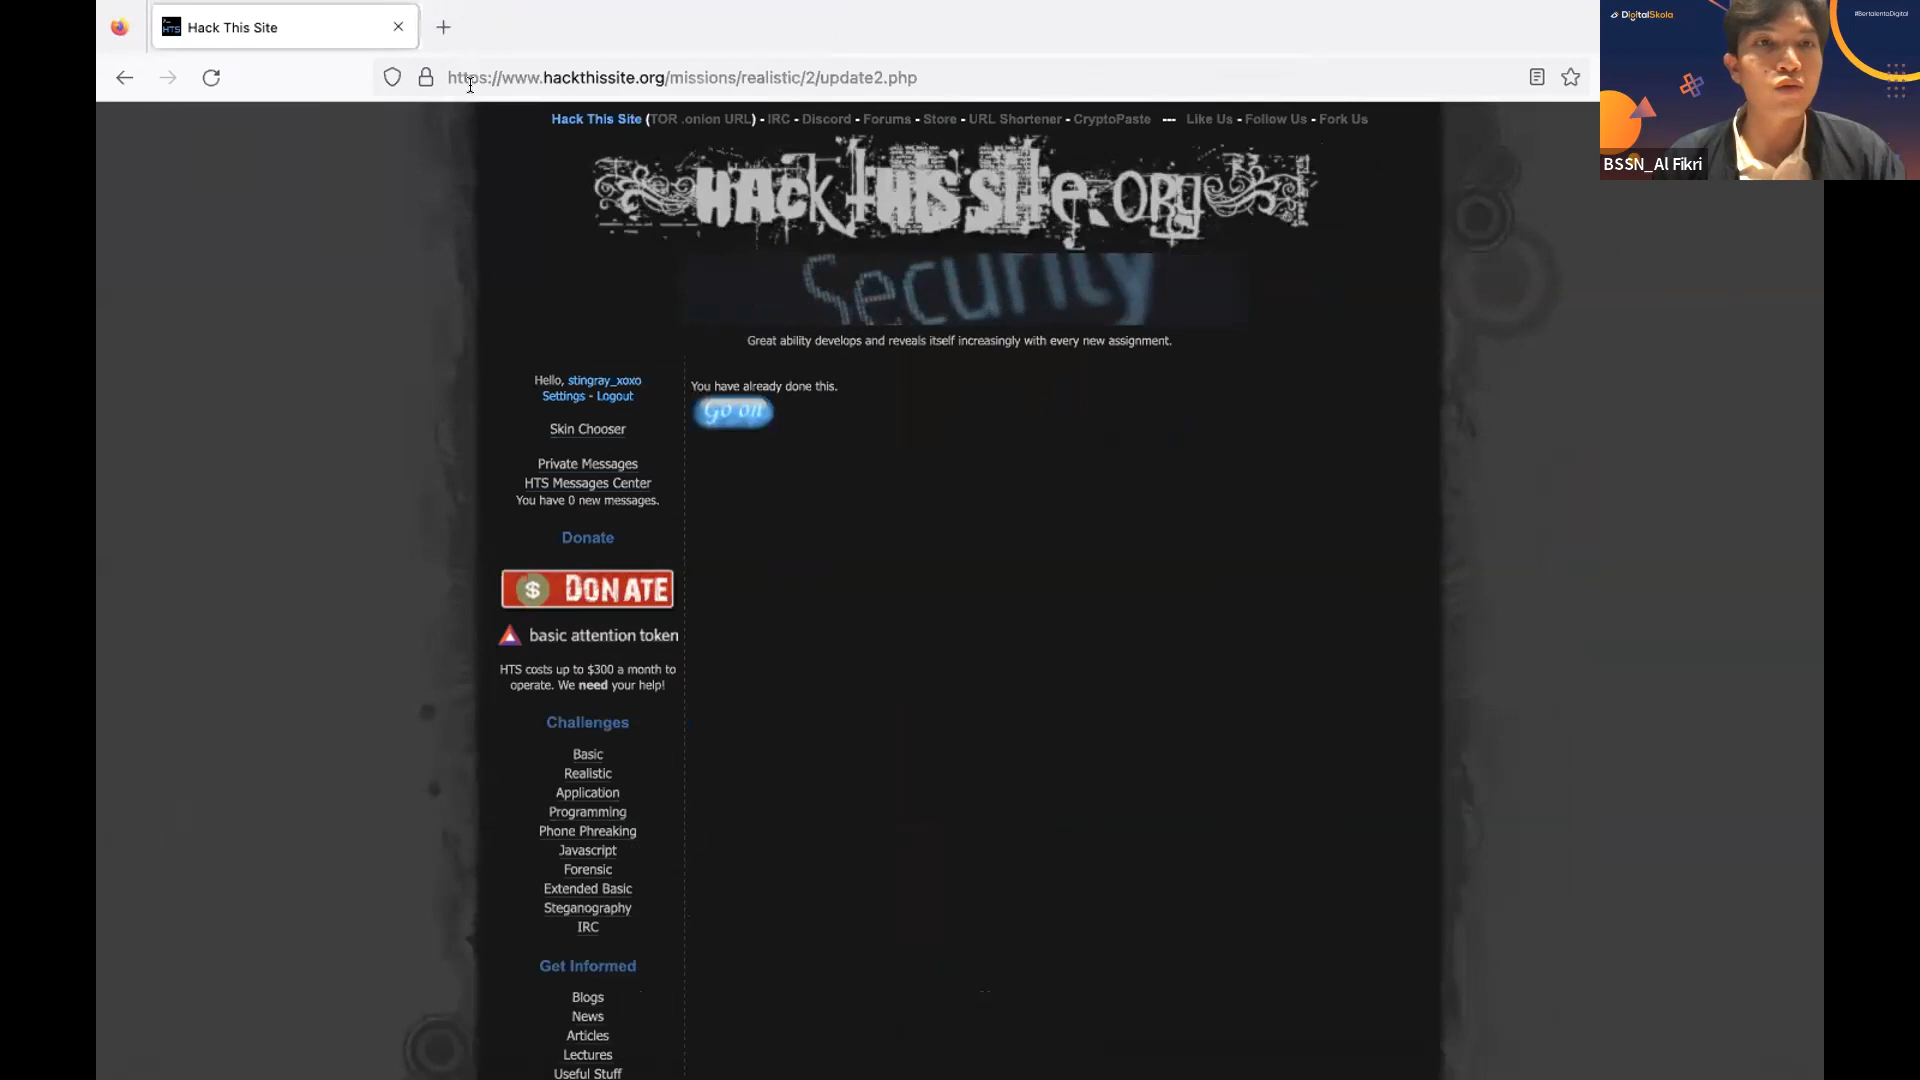 Hack This Site
https://www.hackthissite.org/missions/realistic/2/update2.php
DigitalSkola
#BertalentaDigital
BSSN_Al Fikri
Hack This Site (TOR .onion URL) - IRC - Discord - Forums - Store - URL Shortener - CryptoPaste --- Like Us - Follow Us - Fork Us
HACk tHIS SIte.ORg
Security
Great ability develops and reveals itself increasingly with every new assignment.
Hello, stingray_xoxo
Settings - Logout
Skin Chooser
Private Messages
HTS Messages Center
You have 0 new messages.
Donate
$ DONATE
basic attention token
HTS costs up to $300 a month to
operate. We need your help!
Challenges
Basic
Realistic
Application
Programming
Phone Phreaking
Javascript
Forensic
Extended Basic
Steganography
IRC
Get Informed
Blogs
News
Articles
Lectures
Useful Stuff
You have already done this.
Go on